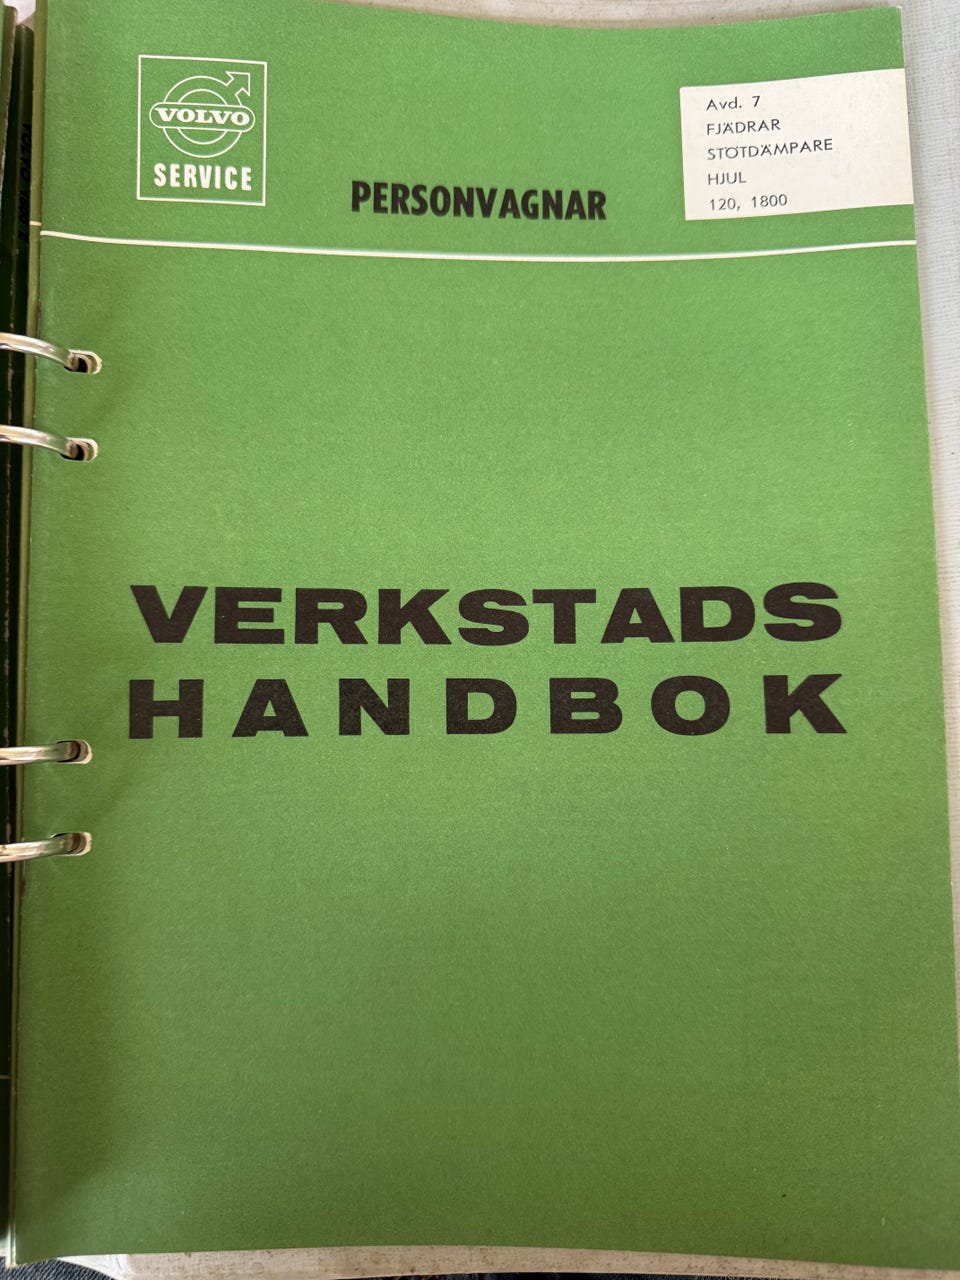 VOLVO
SERVICE
PERSONVAGNAR
Avd. 7
FJÄDRAR
STÖTDÄMPARE
HJUL
120, 1800
VERKSTADS
HANDBOK